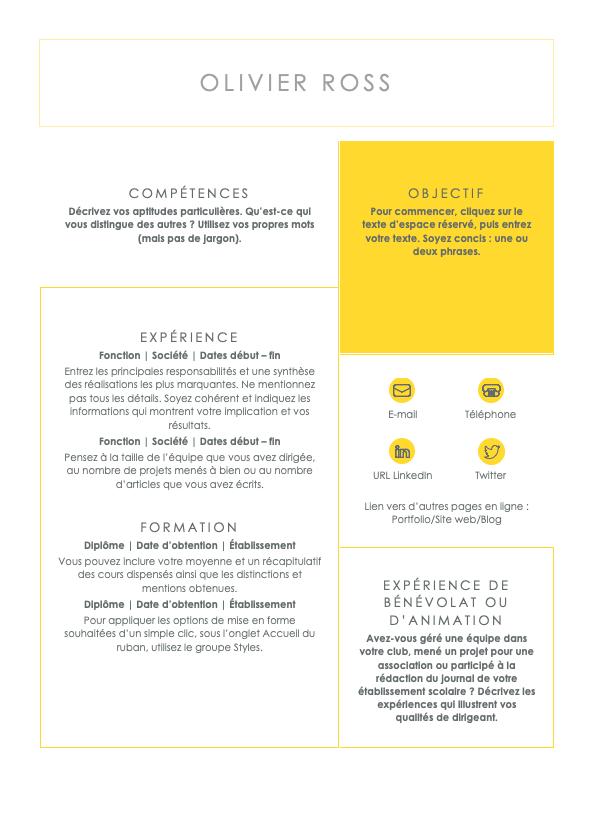 OLIVIER ROSS
COMPÉTENCES
Décrivez vos aptitudes particulières. Qu'est-ce qui
vous distingue des autres ? Utilisez vos propres mots
(mais pas de jargon).
OBJECTIF
Pour commencer, cliquez sur le
texte d'espace réservé, puis entrez
votre texte. Soyez concis : une ou
deux phrases.
EXPÉRIENCE
Fonction | Société | Dates début – fin
Entrez les principales responsabilités et une synthèse
des réalisations les plus marquantes. Ne mentionnez
pas tous les détails. Soyez cohérent et indiquez les
informations qui montrent votre implication et vos
résultats.
Fonction | Société | Dates début – fin
Pensez à la taille de l'équipe que vous avez dirigée,
au nombre de projets menés à bien ou au nombre
d'articles que vous avez écrits.
FORMATION
Diplôme | Date d'obtention | Établissement
Vous pouvez inclure votre moyenne et un récapitulatif
des cours dispensés ainsi que les distinctions et
mentions obtenues.
Diplôme | Date d'obtention | Établissement
Pour appliquer les options de mise en forme
souhaitées d'un simple clic, sous l'onglet Accueil du
ruban, utilisez le groupe Styles.
E-mail
Téléphone
in
URL LinkedIn
Twitter
Lien vers d'autres pages en ligne :
Portfolio/Site web/Blog
EXPÉRIENCE DE
BÉNÉVOLAT OU
D'ANIMATION
Avez-vous géré une équipe dans
votre club, mené un projet pour une
association ou participé à la
rédaction du journal de votre
établissement scolaire ? Décrivez les
expériences qui illustrent vos
qualités de dirigeant.